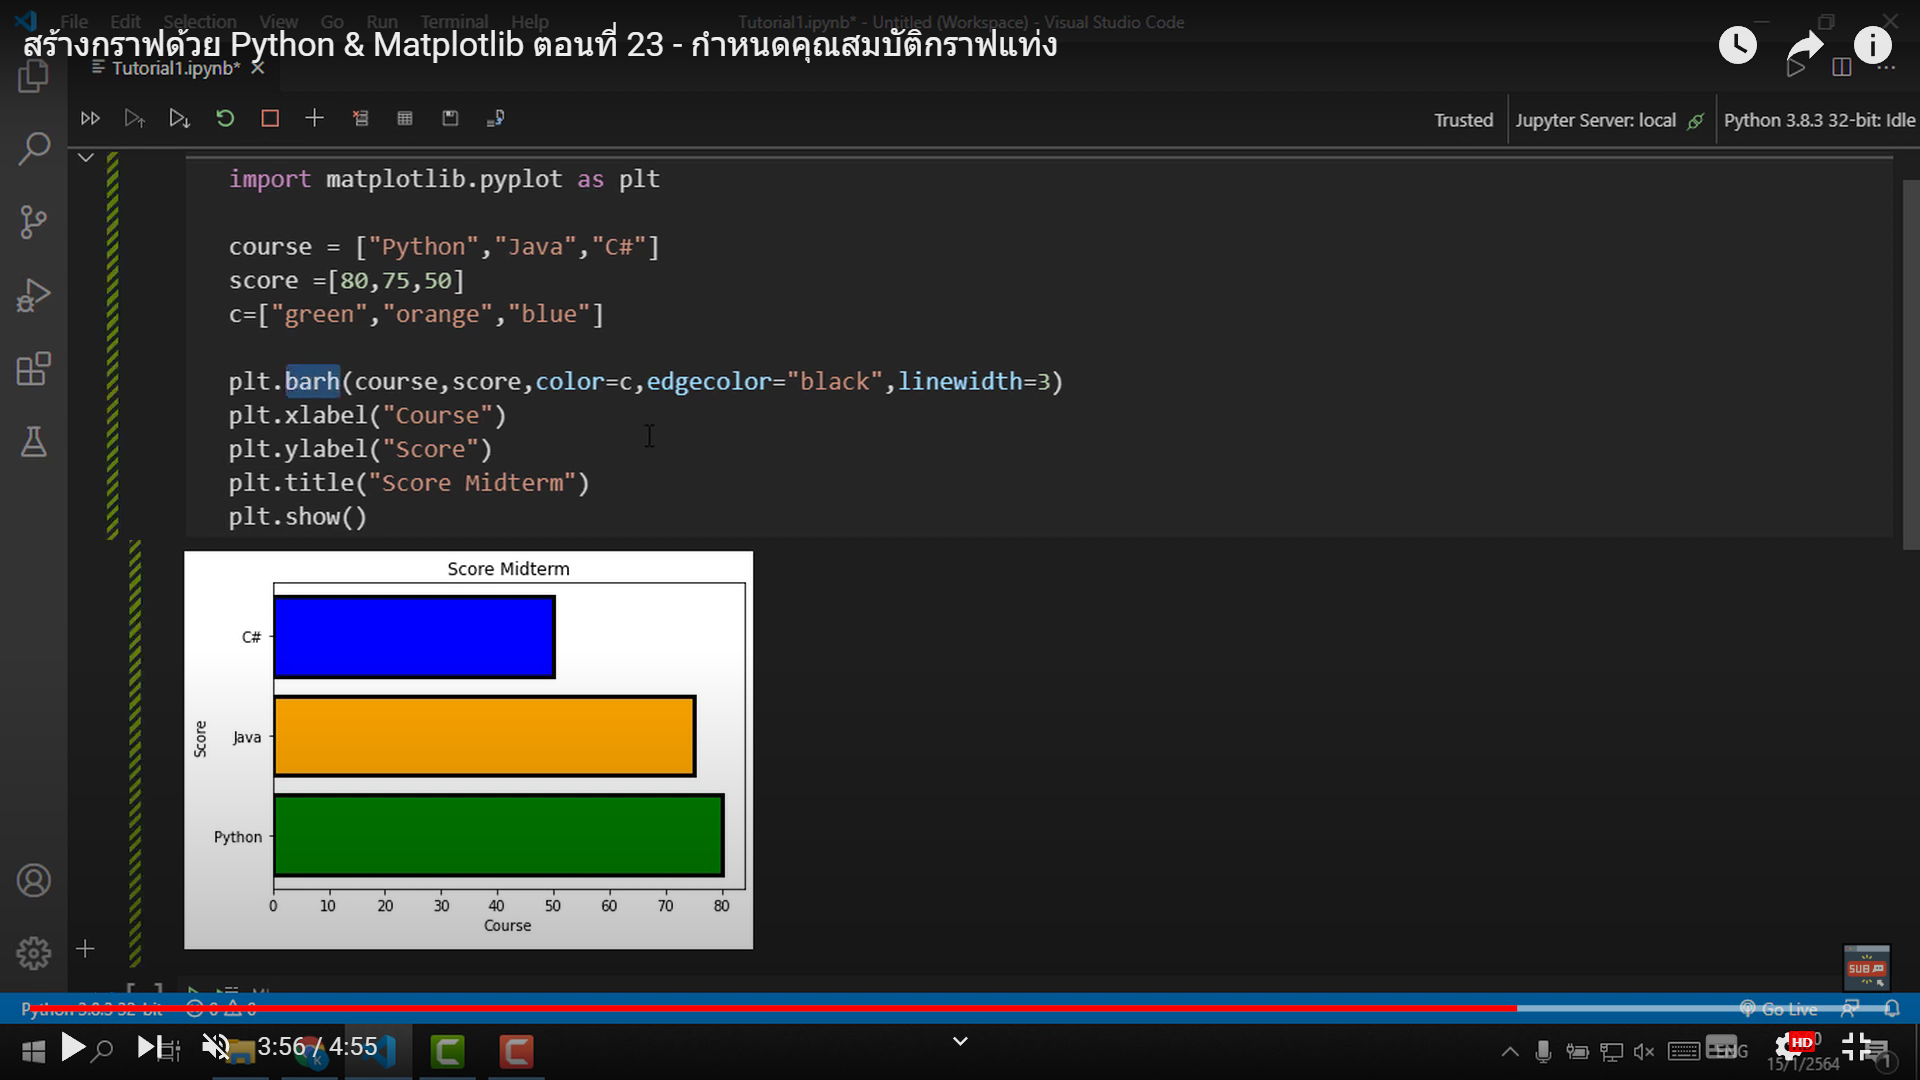 File Edit Selection View Go Run Terminal Help
Tutorial1.ipynb* - Untitled (Workspace) - Visual Studio Code
สร้างกราฟด้วย Python & Matplotlib ตอนที่ 23 - กำหนดคุณสมบัติกราฟแท่ง
Tutorial1.ipynb*
Trusted
Jupyter Server: local
Python 3.8.3 32-bit: Idle
import matplotlib.pyplot as plt
course = ["Python","Java","C#"]
score =[80,75,50]
c=["green","orange","blue"]
plt.barh(course,score,color=c,edgecolor="black",linewidth=3)
plt.xlabel("Course")
plt.ylabel("Score")
plt.title("Score Midterm")
plt.show()
Score Midterm
C#
Java
Python
Score
0 10 20 30 40 50 60 70 80
Course
SUB
Python 3.8.3 32-bit
0 0
Go Live
3:56 / 4:55
ENG
HD
15/1/2564
1